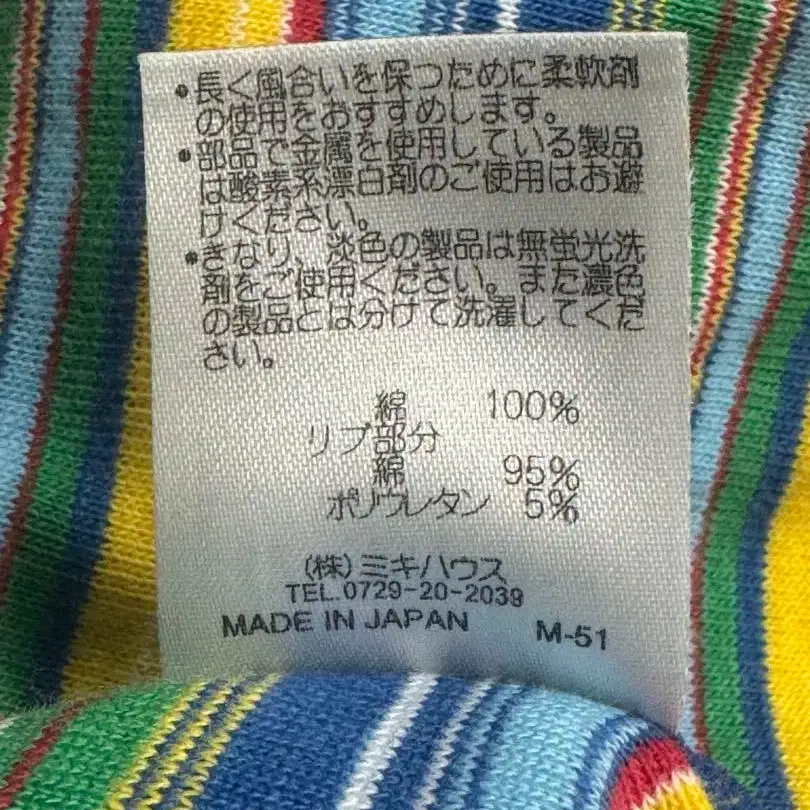 •長く風合いを保つために柔軟剤
の使用をおすすめします。
•部品で金属を使用している製品
は酸素系漂白剤のご使用はお避
けください。
•きなり、淡色の製品は無蛍光洗
剤をご使用ください。また濃色
の製品とは分けて洗濯してくだ
さい。
綿 100%
リブ部分
綿 95%
ポリウレタン 5%
(株)ミキハウス
TEL.0729-20-2039
MADE IN JAPAN M-51